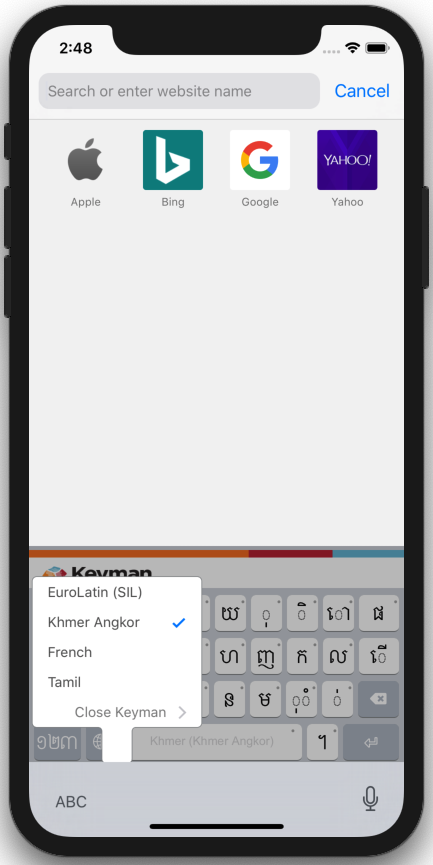 2:48
Search or enter website name Cancel
YAHOO!
Apple Bing Google Yahoo
Keyman
EuroLatin (SIL)
Khmer Angkor
French
Tamil
Close Keyman
យ ុ ិ ោ ផ
ហ ញ ក ល ើ
ន ម ុំ ់
១២៣ Khmer (Khmer Angkor) ។
ABC